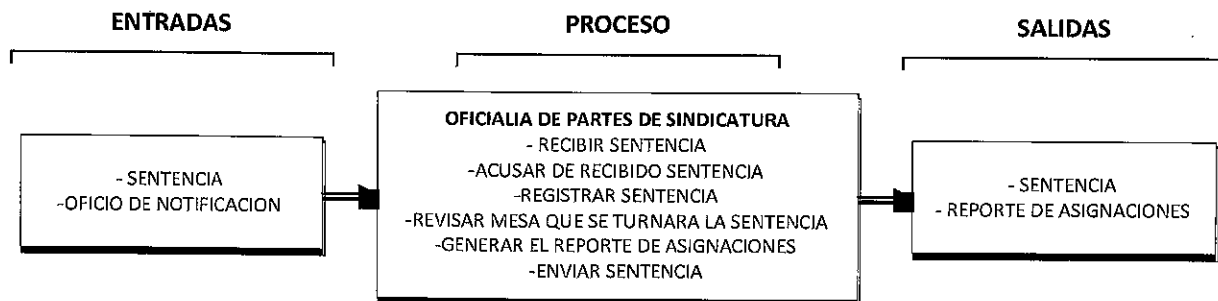 ENTRADAS
PROCESO
SALIDAS
- SENTENCIA
-OFICIO DE NOTIFICACION
OFICIALIA DE PARTES DE SINDICATURA
- RECIBIR SENTENCIA
-ACUSAR DE RECIBIDO SENTENCIA
-REGISTRAR SENTENCIA
-REVISAR MESA QUE SE TURNARA LA SENTENCIA
-GENERAR EL REPORTE DE ASIGNACIONES
-ENVIAR SENTENCIA
- SENTENCIA
- REPORTE DE ASIGNACIONES